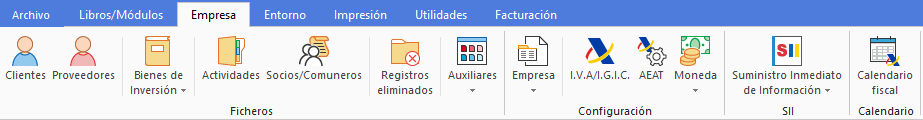 Archivo Libros/Módulos Empresa Entorno Impresión Utilidades Facturación
SII
Clientes Proveedores Bienes de Inversión Actividades Socios/Comuneros Registros eliminados Auxiliares Empresa I.V.A/I.G.I.C. AEAT Moneda Suministro Inmediato de Información Calendario fiscal
Ficheros Configuración SII Calendario